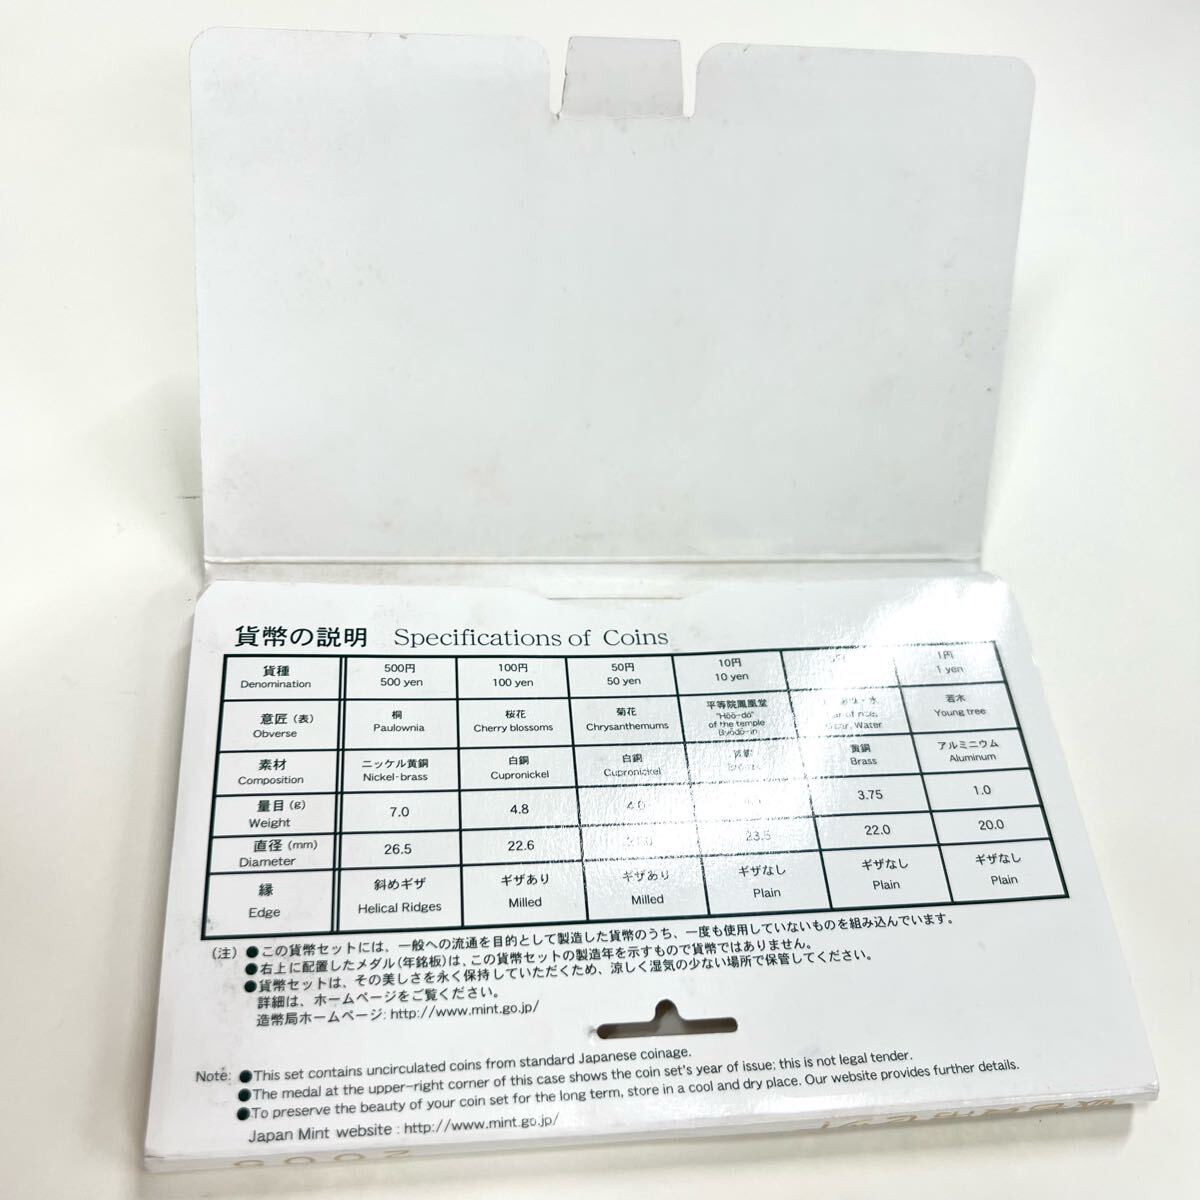 貨幣の説明 Specifications of Coins
貨種 500円 100円 50円 10円 1円
Denomination 500 yen 100 yen 50 yen 10 yen 1 yen
意匠（表） 桐 桜花 菊花 平等院鳳凰堂 水 若木
Obverse Paulownia Cherry blossoms Chrysanthemums "Hōō-dō" of the temple Byōdō-in Water Young tree
素材 ニッケル黄銅 白銅 白銅 黄銅 アルミニウム
Composition Nickel-brass Cupronickel Cupronickel Brass Aluminum
量目(g) 7.0 4.8 4.0 3.75 1.0
Weight
直径(mm) 26.5 22.6 23.5 22.0 20.0
Diameter
縁 斜めギザ ギザあり ギザあり ギザなし ギザなし ギザなし
Edge Helical Ridges Milled Milled Plain Plain Plain
(注) ●この貨幣セットには、一般への流通を目的として製造した貨幣のうち、一度も使用していないものを組み込んでいます。
●右上に配置したメダル(年銘板)は、この貨幣セットの製造年を示すもので貨幣ではありません。
●貨幣セットは、その美しさを永く保持していただくため、涼しく湿気の少ない場所で保管してください。
詳細は、ホームページをご覧ください。
造幣局ホームページ: http://www.mint.go.jp/
Note: ●This set contains uncirculated coins from standard Japanese coinage.
●The medal at the upper-right corner of this case shows the coin set's year of issue; this is not legal tender.
●To preserve the beauty of your coin set for the long term, store in a cool and dry place. Our website provides further details.
Japan Mint website : http://www.mint.go.jp/